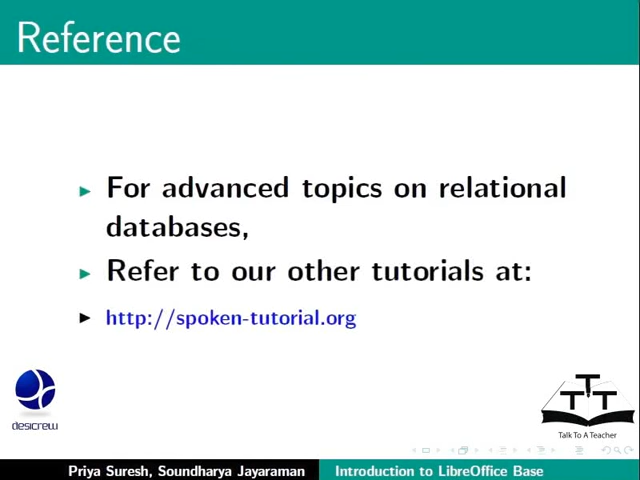 Reference
For advanced topics on relational
databases,
Refer to our other tutorials at:
http://spoken-tutorial.org
desicrew
T
T T
Talk To A Teacher
Priya Suresh, Soundharya Jayaraman Introduction to LibreOffice Base